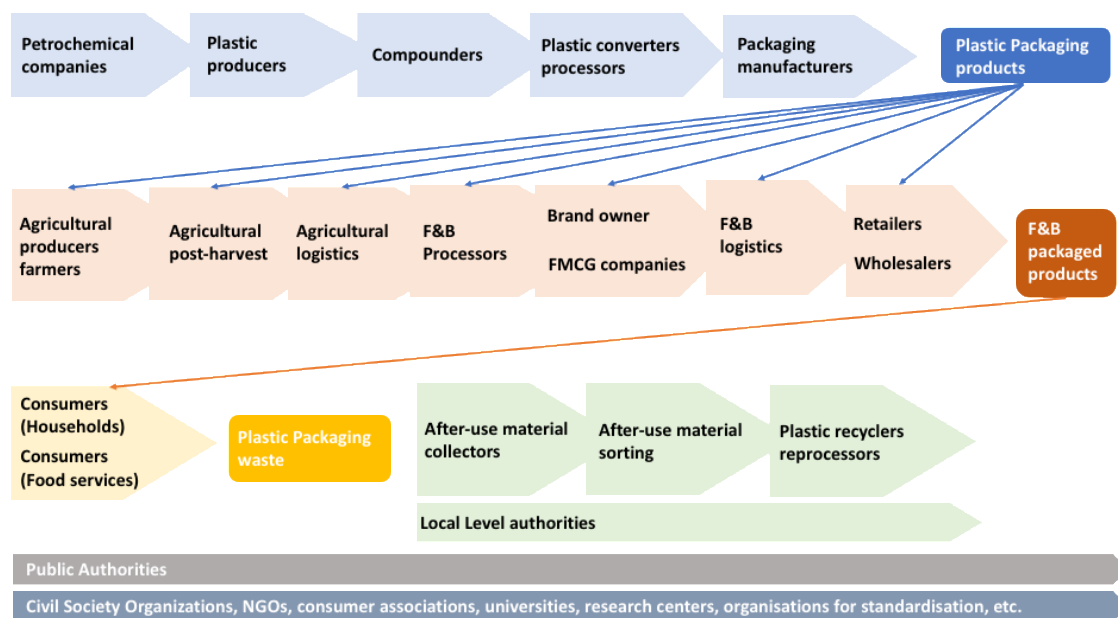 Petrochemical
companies
Plastic
producers
Compounders
Plastic converters
processors
Packaging
manufacturers
Plastic Packaging
products
Agricultural
producers
farmers
Agricultural
post-harvest
Agricultural
logistics
F&B
Processors
Brand owner
FMCG companies
F&B
logistics
Retailers
Wholesalers
F&B
packaged
products
Consumers
(Households)
Consumers
(Food services)
Plastic Packaging
waste
After-use material
collectors
After-use material
sorting
Plastic recyclers
reprocessors
Local Level authorities
Public Authorities
Civil Society Organizations, NGOs, consumer associations, universities, research centers, organisations for standardisation, etc.